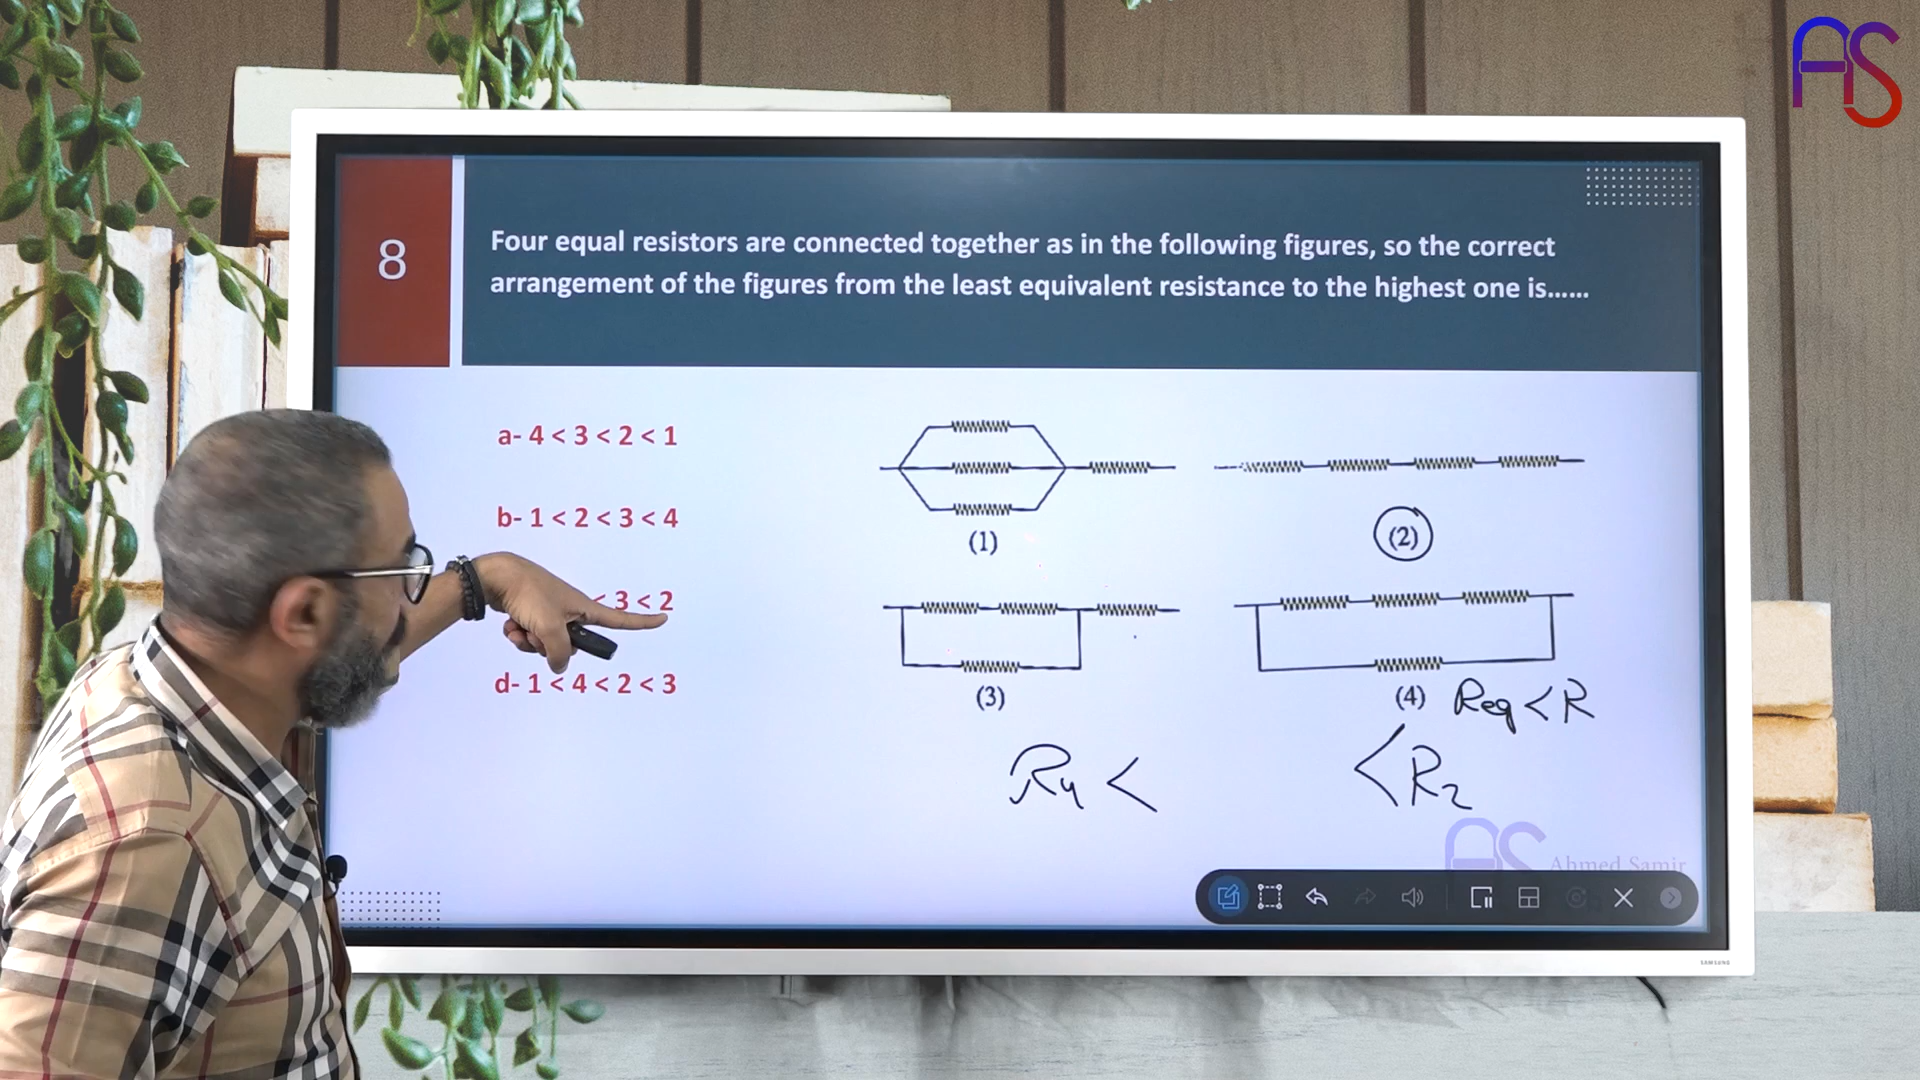 AS
8
Four equal resistors are connected together as in the following figures, so the correct
arrangement of the figures from the least equivalent resistance to the highest one is......
a- 4 < 3 < 2 < 1
b- 1 < 2 < 3 < 4
< 3 < 2
d- 1 < 4 < 2 < 3
(1)
(2)
(3)
(4) Req < R
R4 <
< R2
AS Ahmed Samir
SAMSUNG